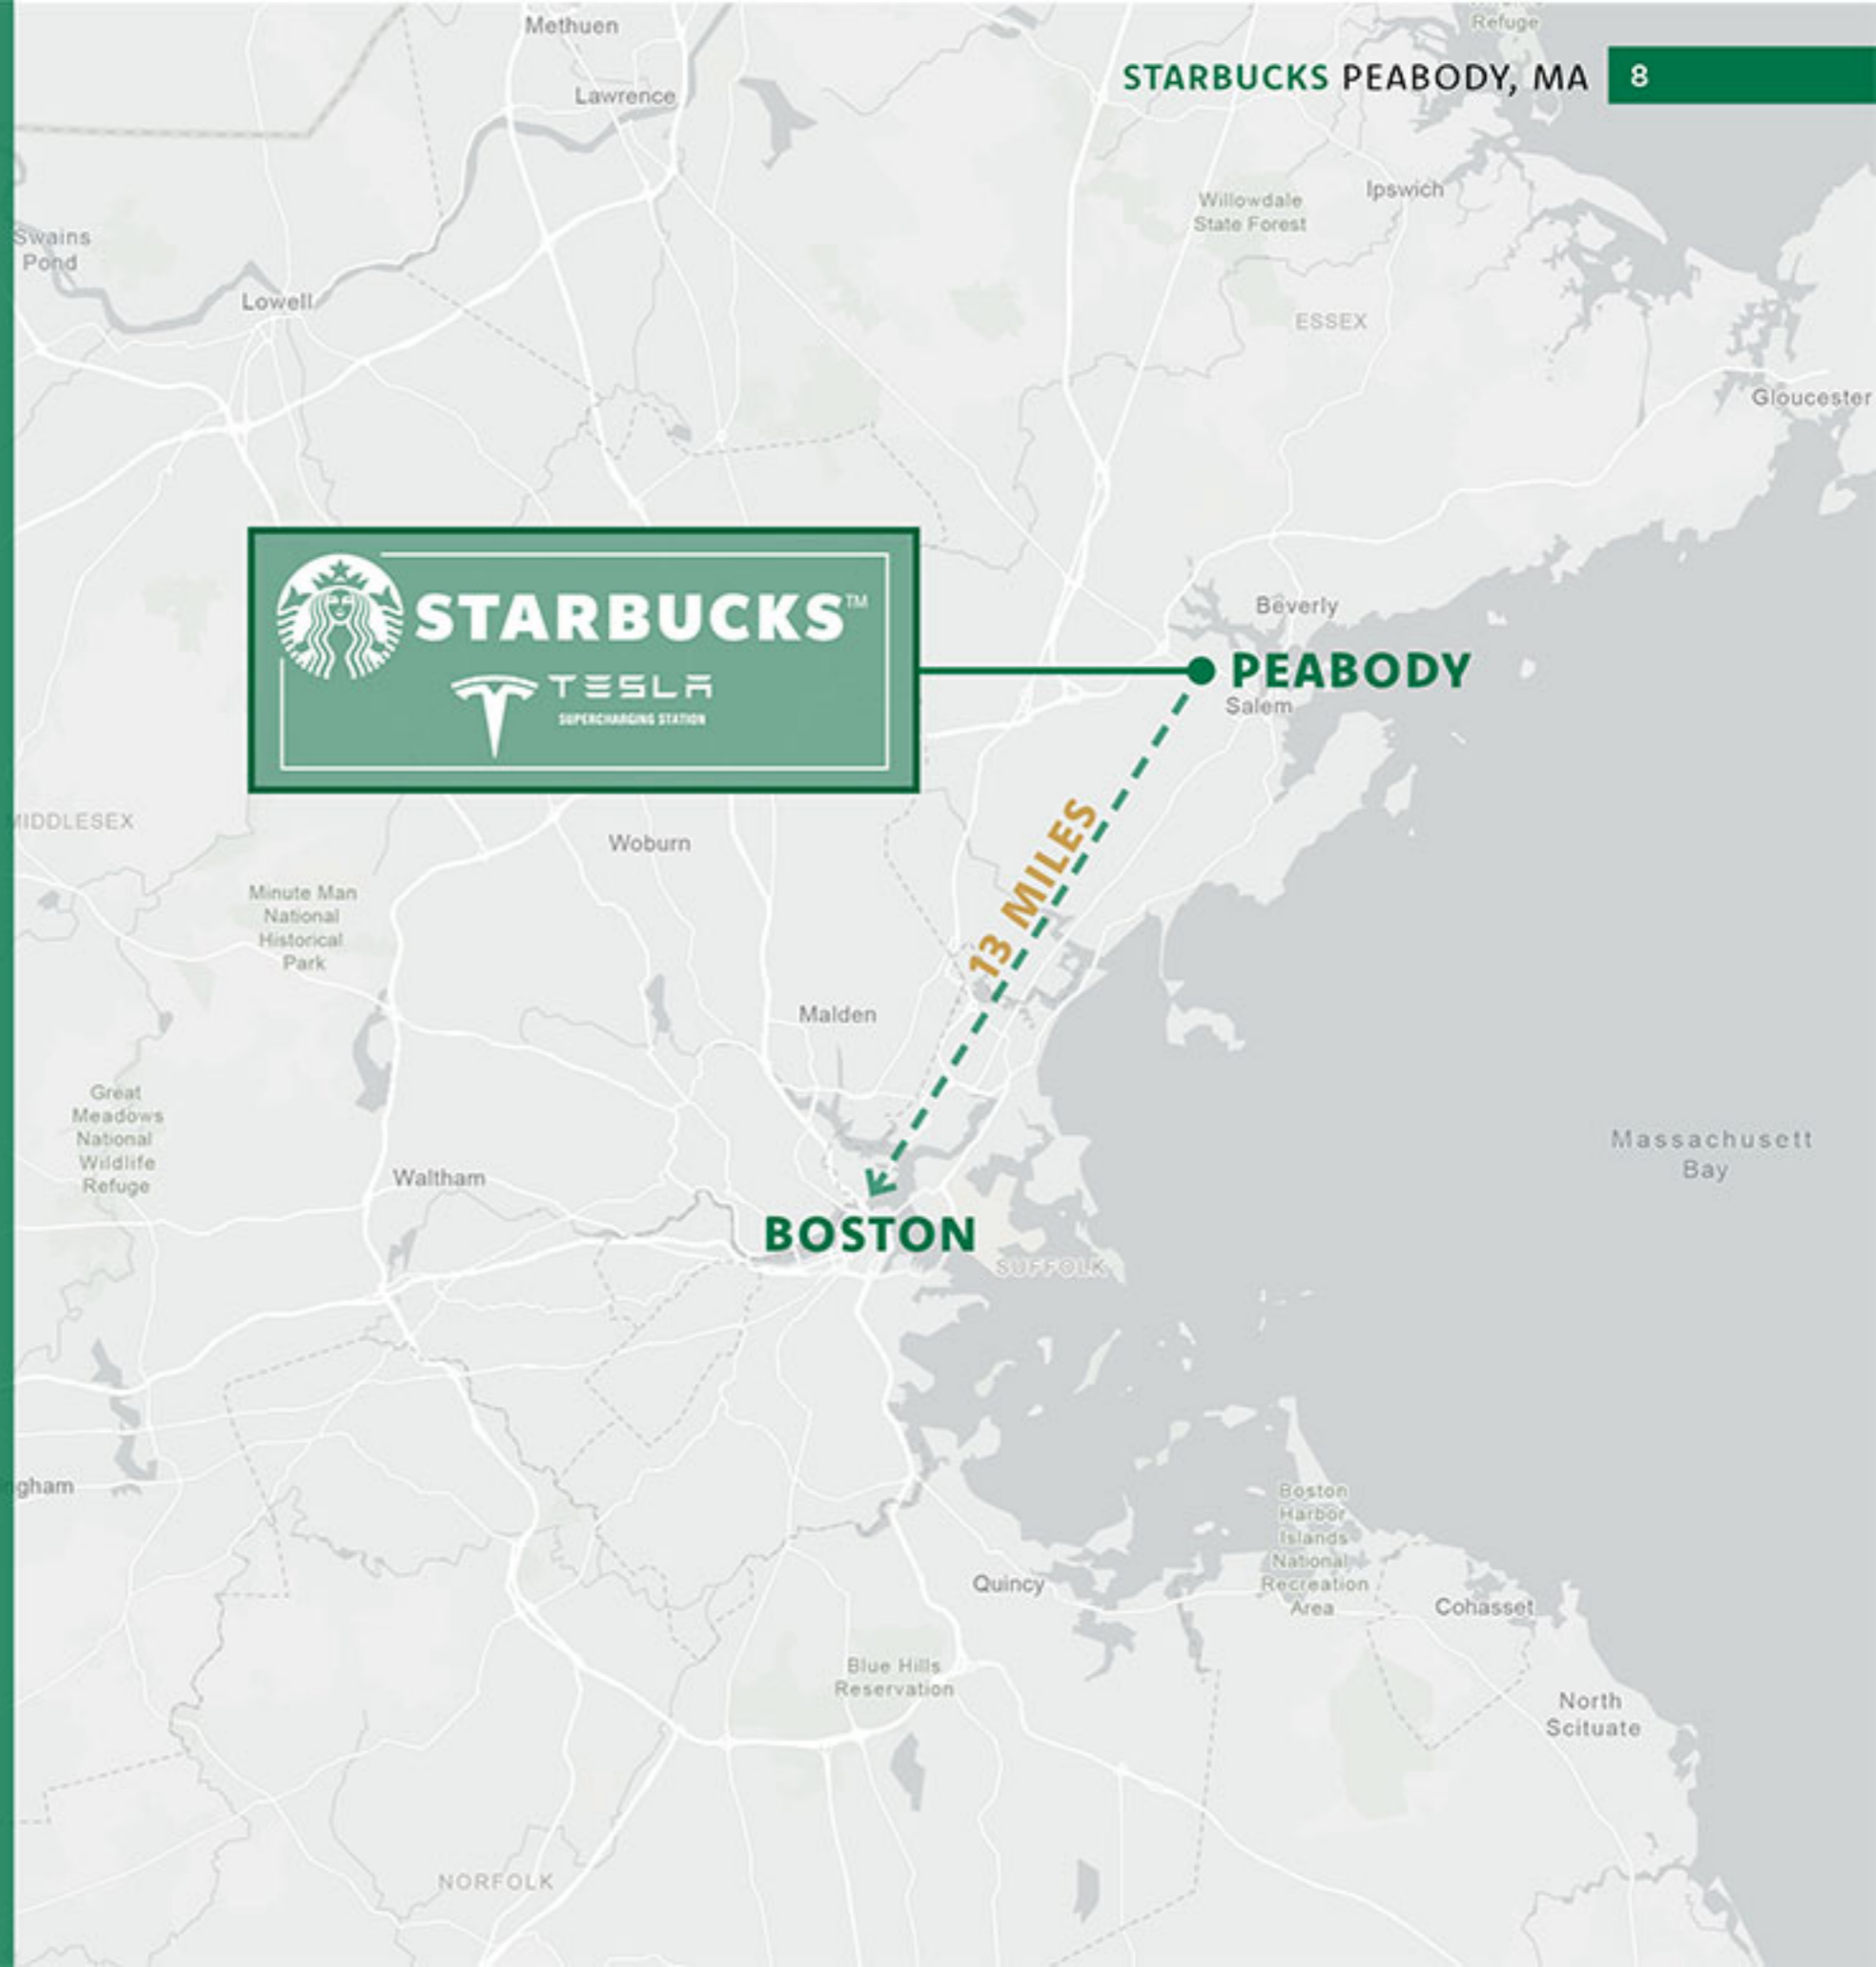 Refuge
STARBUCKS PEABODY, MA 8
Methuen
Lawrence
Ipswich
Willowdale
State Forest
Swains
Pond
Lowell
ESSEX
Gloucester
STARBUCKS™
TESLA
SUPERCHARGING STATION
Beverly
PEABODY
Salem
MIDDLESEX
Woburn
13 MILES
Minute Man
National
Historical
Park
Malden
Great
Meadows
National
Wildlife
Refuge
Waltham
Massachusett
Bay
BOSTON
SUFFOLK
ngham
Boston
Harbor
Islands
National
Recreation
Area
Quincy
Cohasset
Blue Hills
Reservation
North
Scituate
NORFOLK